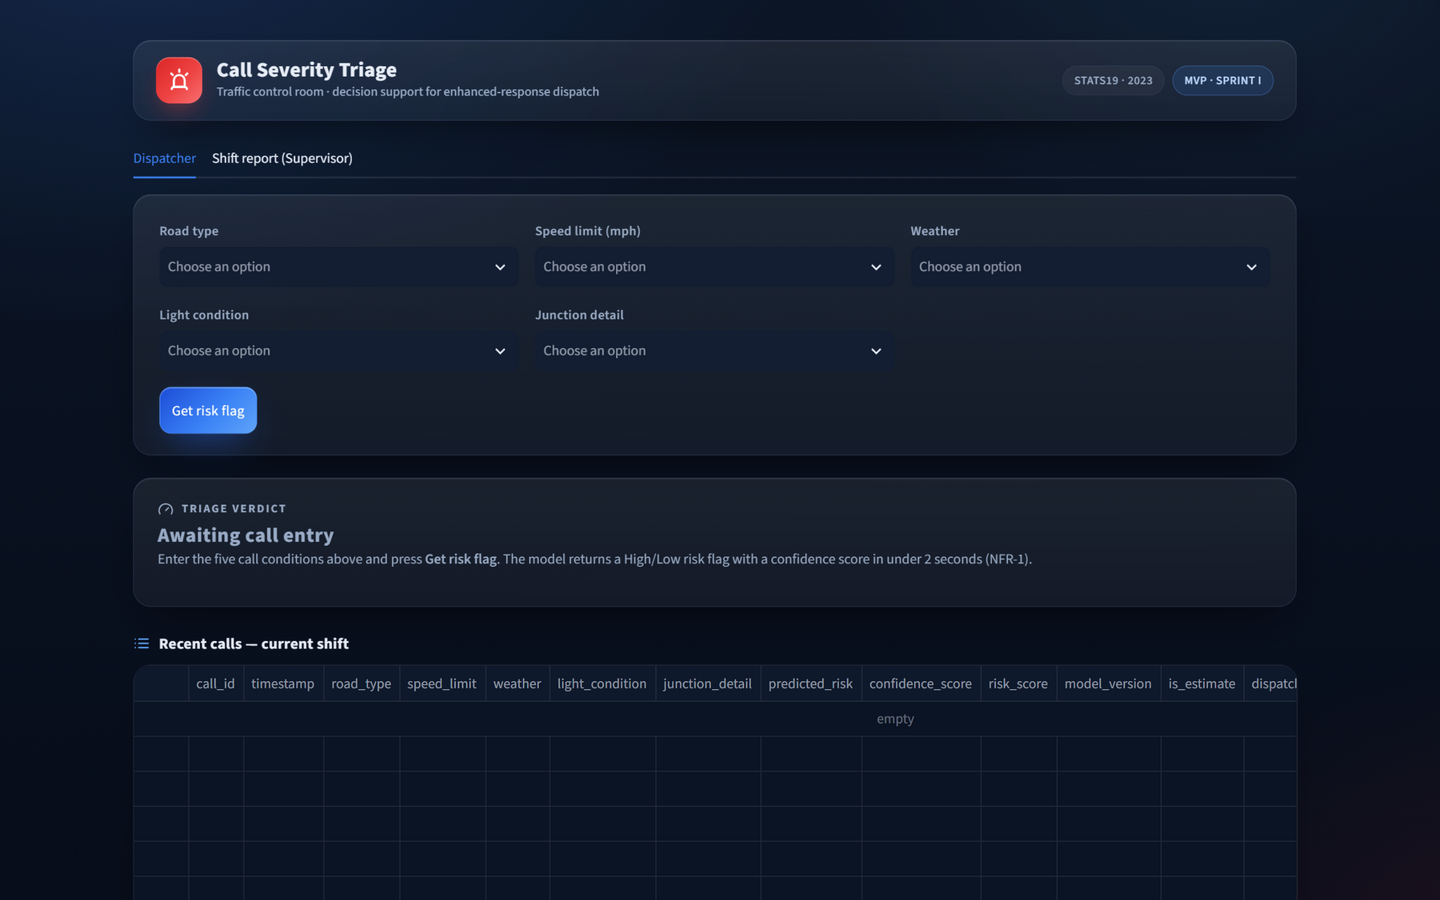 Call Severity Triage
Traffic control room · decision support for enhanced-response dispatch
STATS19 · 2023
MVP · SPRINT I
Dispatcher
Shift report (Supervisor)
Road type
Speed limit (mph)
Weather
Choose an option
Choose an option
Choose an option
Light condition
Junction detail
Choose an option
Choose an option
Get risk flag
TRIAGE VERDICT
Awaiting call entry
Enter the five call conditions above and press Get risk flag. The model returns a High/Low risk flag with a confidence score in under 2 seconds (NFR-1).
Recent calls — current shift
call_id timestamp road_type speed_limit weather light_condition junction_detail predicted_risk confidence_score risk_score model_version is_estimate
empty